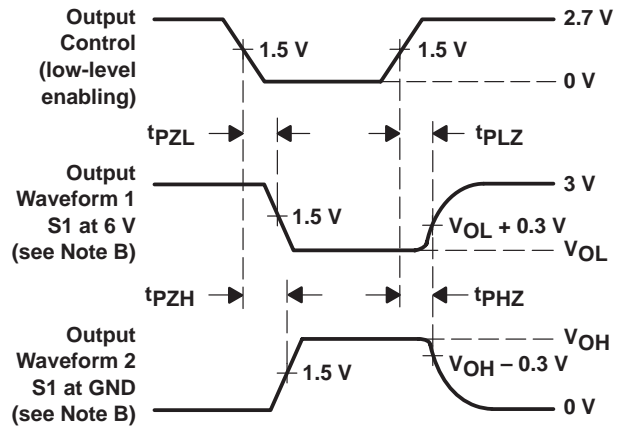 Output
Control
(low-level
enabling)
1.5 V
1.5 V
2.7 V
0 V
tPZL
tPLZ
Output
Waveform 1
S1 at 6 V
(see Note B)
1.5 V
3 V
VOL + 0.3 V
VOL
tPZH
tPHZ
Output
Waveform 2
S1 at GND
(see Note B)
1.5 V
VOH
VOH – 0.3 V
0 V